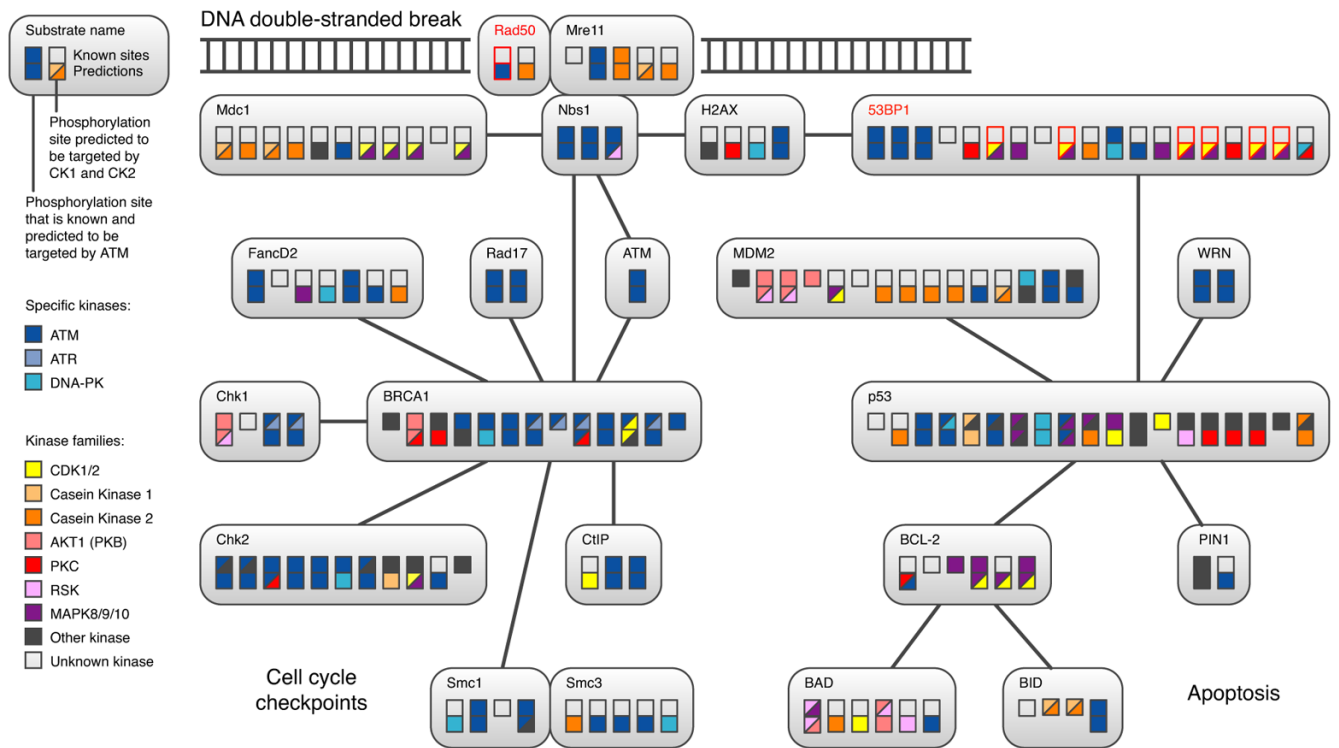 Substrate name
Known sites
Predictions
Phosphorylation
site predicted to
be targeted by
CK1 and CK2
Phosphorylation site
that is known and
predicted to be
targeted by ATM
Specific kinases:
ATM
ATR
DNA-PK
Kinase families:
CDK1/2
Casein Kinase 1
Casein Kinase 2
AKT1 (PKB)
PKC
RSK
MAPK8/9/10
Other kinase
Unknown kinase
DNA double-stranded break
Rad50
Mre11
Mdc1
Nbs1
H2AX
53BP1
FancD2
Rad17
ATM
MDM2
WRN
Chk1
BRCA1
p53
Chk2
CtIP
BCL-2
PIN1
Cell cycle
checkpoints
Smc1
Smc3
BAD
BID
Apoptosis